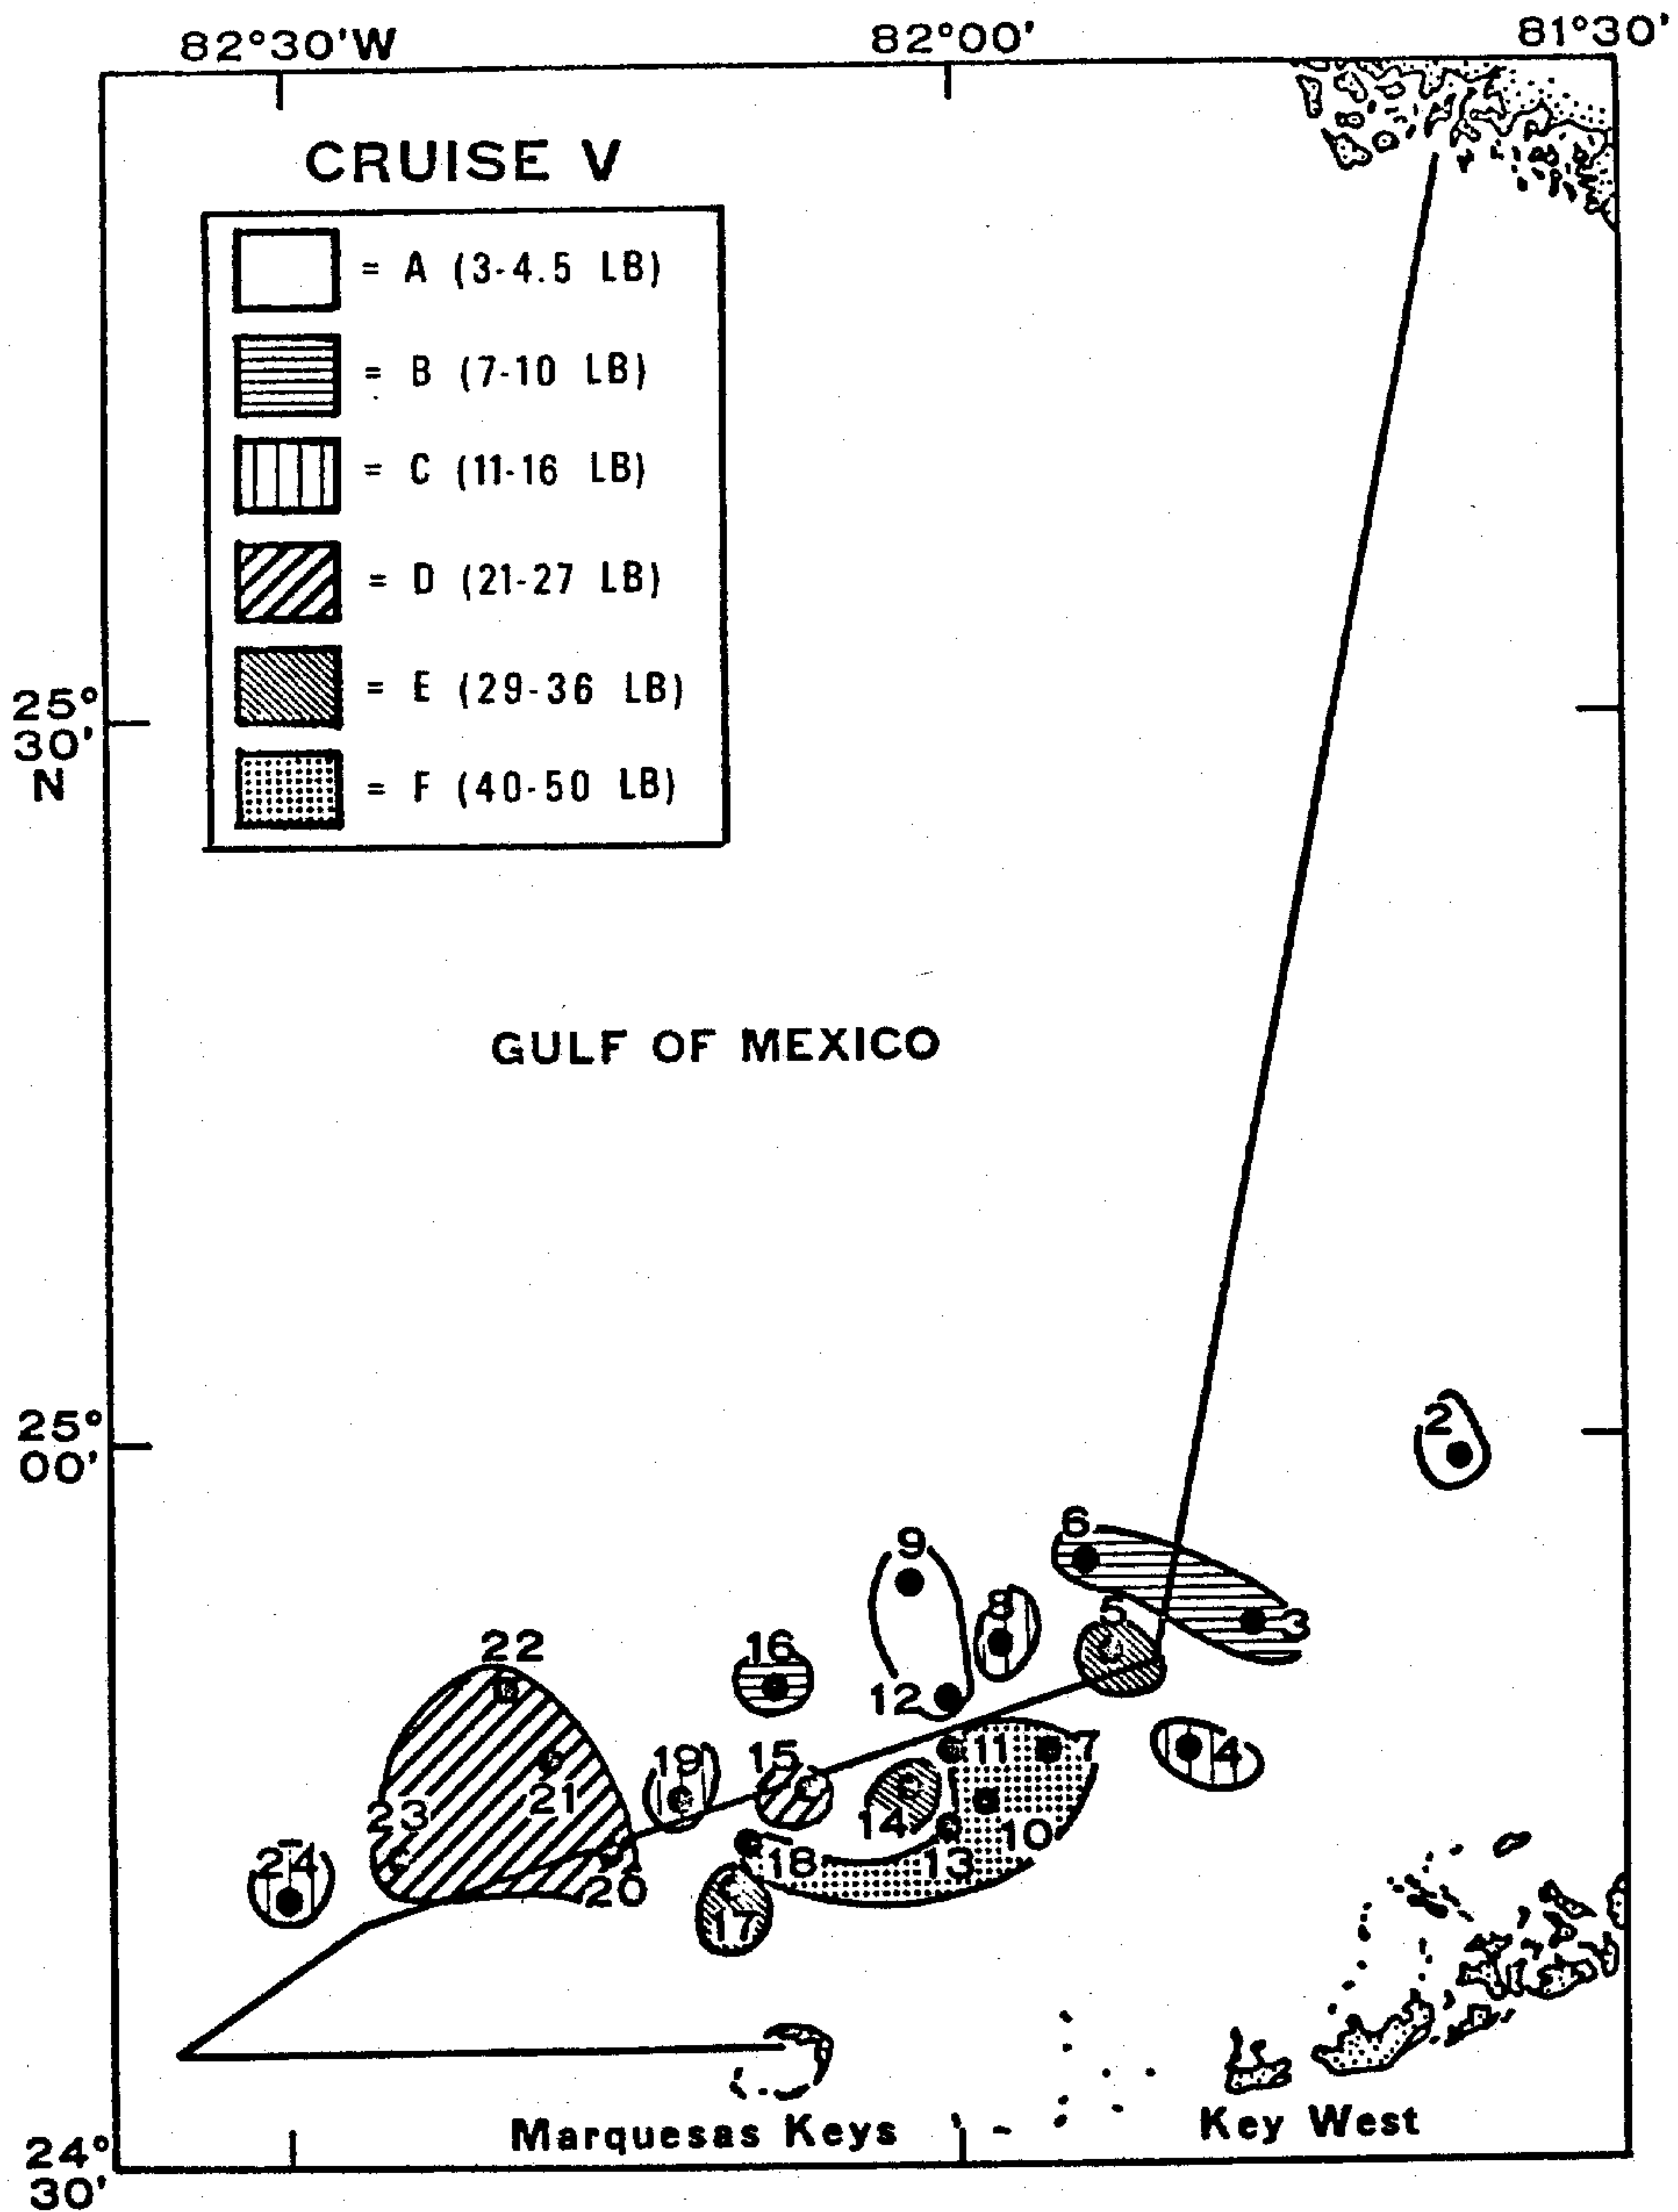 82°30'W 82°00' 81°30'
CRUISE V
= A (3-4.5 LB)
= B (7-10 LB)
= C (11-16 LB)
= D (21-27 LB)
= E (29-36 LB)
= F (40-50 LB)
25°
30'
N
GULF OF MEXICO
25°
00'
2
6
9
8
5
3
22
16
12
19
15
11
7
4
21
23
14
10
24
18
13
20
17
Marquesas Keys
Key West
24°
30'